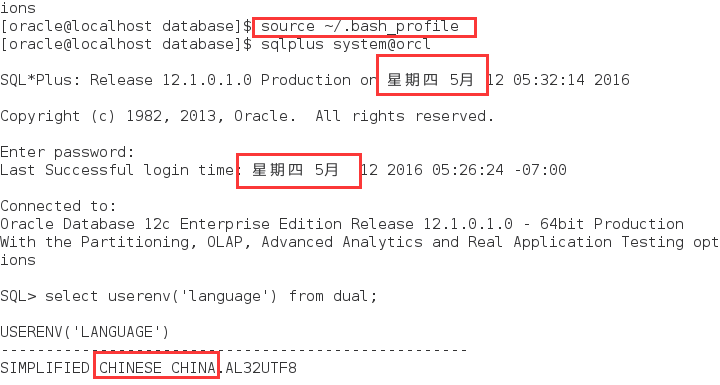 ions
[oracle@localhost database]$ source ~/.bash_profile
[oracle@localhost database]$ sqlplus system@orcl
SQL*Plus: Release 12.1.0.1.0 Production on 星期四 5月 12 05:32:14 2016
Copyright (c) 1982, 2013, Oracle.  All rights reserved.
Enter password:
Last Successful login time: 星期四 5月  12 2016 05:26:24 -07:00
Connected to:
Oracle Database 12c Enterprise Edition Release 12.1.0.1.0 - 64bit Production
With the Partitioning, OLAP, Advanced Analytics and Real Application Testing opt
ions
SQL> select userenv('language') from dual;
USERENV('LANGUAGE')
----------------------------------------------------
SIMPLIFIED CHINESE CHINA.AL32UTF8